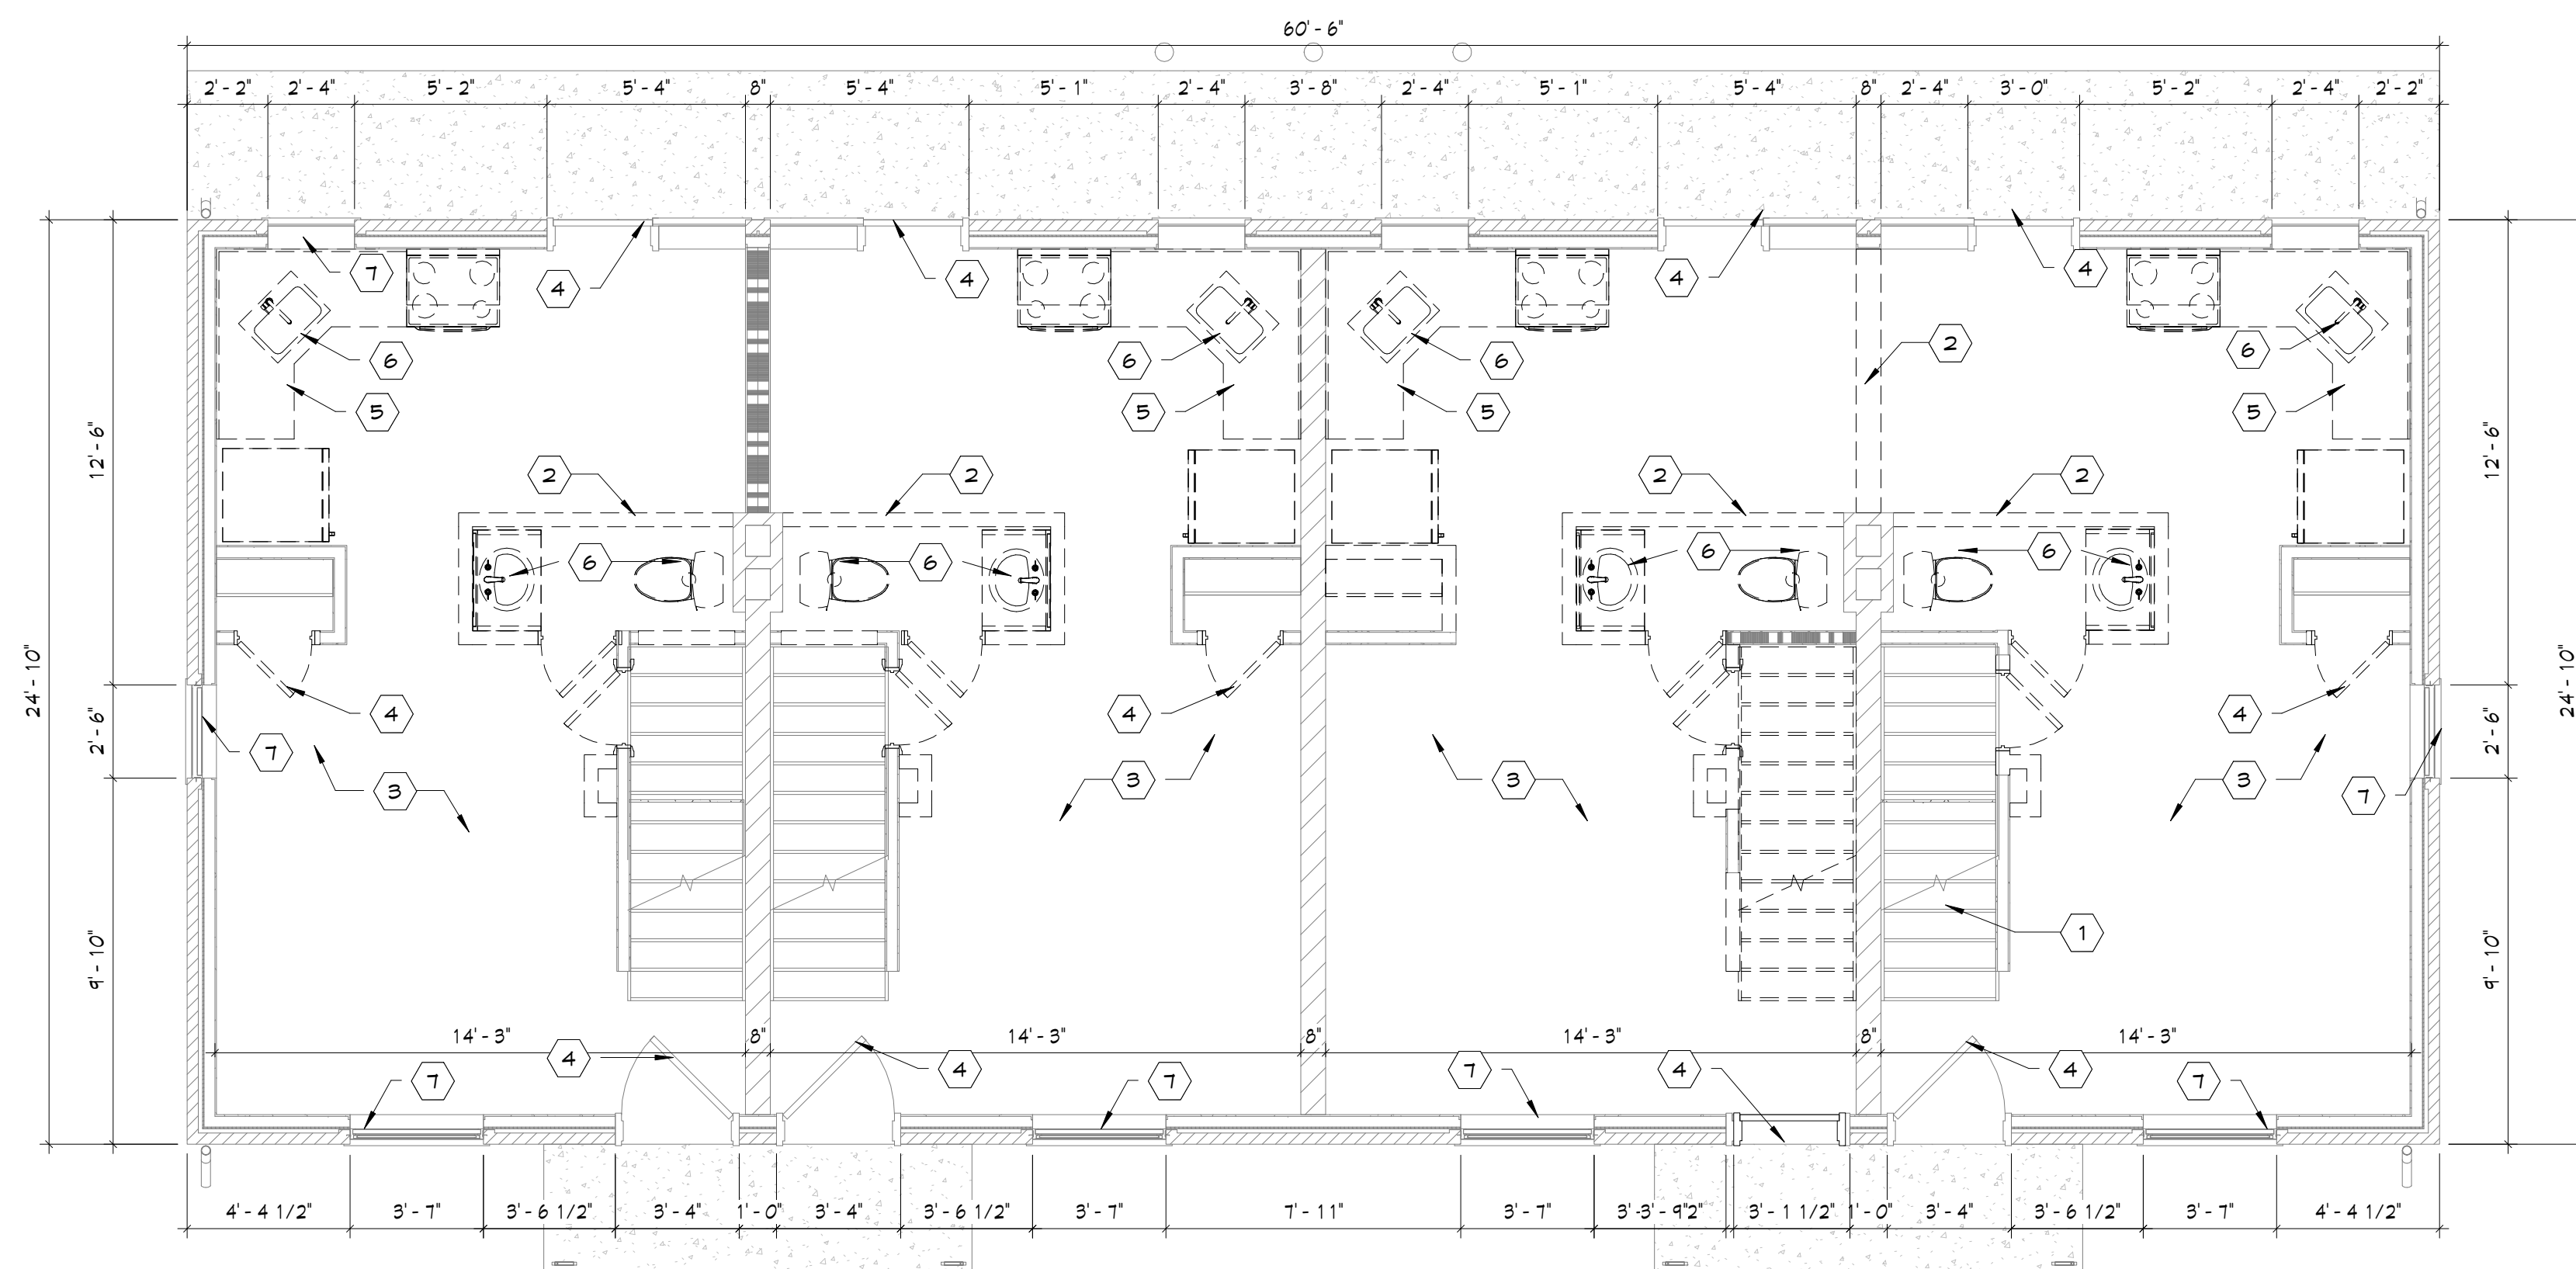 60' - 6"
2' - 2" 2' - 4" 5' - 2" 5' - 4" 8" 5' - 4" 5' - 1" 2' - 4" 3' - 8" 2' - 4" 5' - 1" 5' - 4" 8" 2' - 4" 3' - 0" 5' - 2" 2' - 4" 2' - 2"
7 4 4 4 4
6 6 6 2 6
5 5 5 5
12' - 6" 12' - 6"
2 2 2 2
6 6 6 6
24' - 10" 24' - 10"
4 4 4
2' - 6" 2' - 6"
7 3 3 3 3 7
1
9' - 10" 9' - 10"
14' - 3" 8" 14' - 3" 8" 14' - 3" 8" 14' - 3"
4 4 4 4
7 7 7 7
4' - 4 1/2" 3' - 7" 3' - 6 1/2" 3' - 4" 1' - 0" 3' - 4" 3' - 6 1/2" 3' - 7" 7' - 11" 3' - 7" 3' - 1 1/2" 1' - 0" 3' - 4" 3' - 6 1/2" 3' - 7" 4' - 4 1/2"